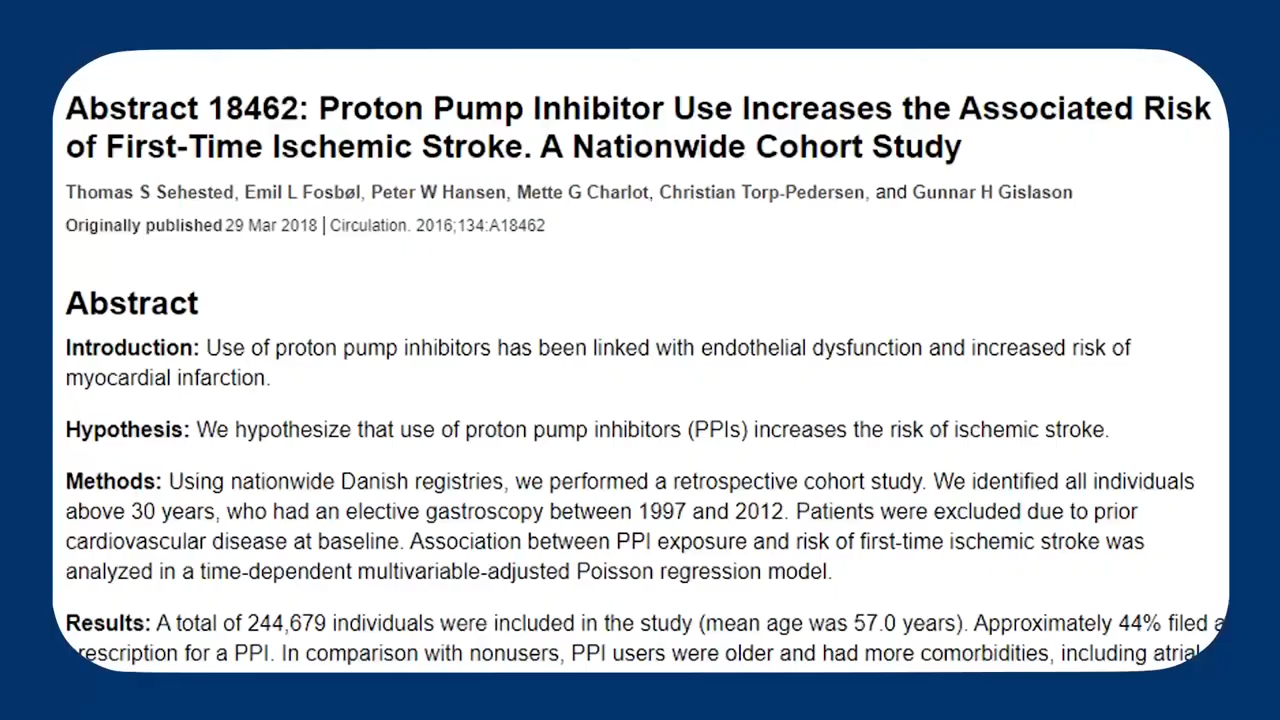 Abstract 18462: Proton Pump Inhibitor Use Increases the Associated Risk
of First-Time Ischemic Stroke. A Nationwide Cohort Study
Thomas S Sehested, Emil L Fosbøl, Peter W Hansen, Mette G Charlot, Christian Torp-Pedersen, and Gunnar H Gislason
Originally published 29 Mar 2018 | Circulation. 2016;134:A18462
Abstract
Introduction: Use of proton pump inhibitors has been linked with endothelial dysfunction and increased risk of
myocardial infarction.
Hypothesis: We hypothesize that use of proton pump inhibitors (PPIs) increases the risk of ischemic stroke.
Methods: Using nationwide Danish registries, we performed a retrospective cohort study. We identified all individuals
above 30 years, who had an elective gastroscopy between 1997 and 2012. Patients were excluded due to prior
cardiovascular disease at baseline. Association between PPI exposure and risk of first-time ischemic stroke was
analyzed in a time-dependent multivariable-adjusted Poisson regression model.
Results: A total of 244,679 individuals were included in the study (mean age was 57.0 years). Approximately 44% filed a
rescription for a PPI. In comparison with nonusers, PPI users were older and had more comorbidities, including atrial